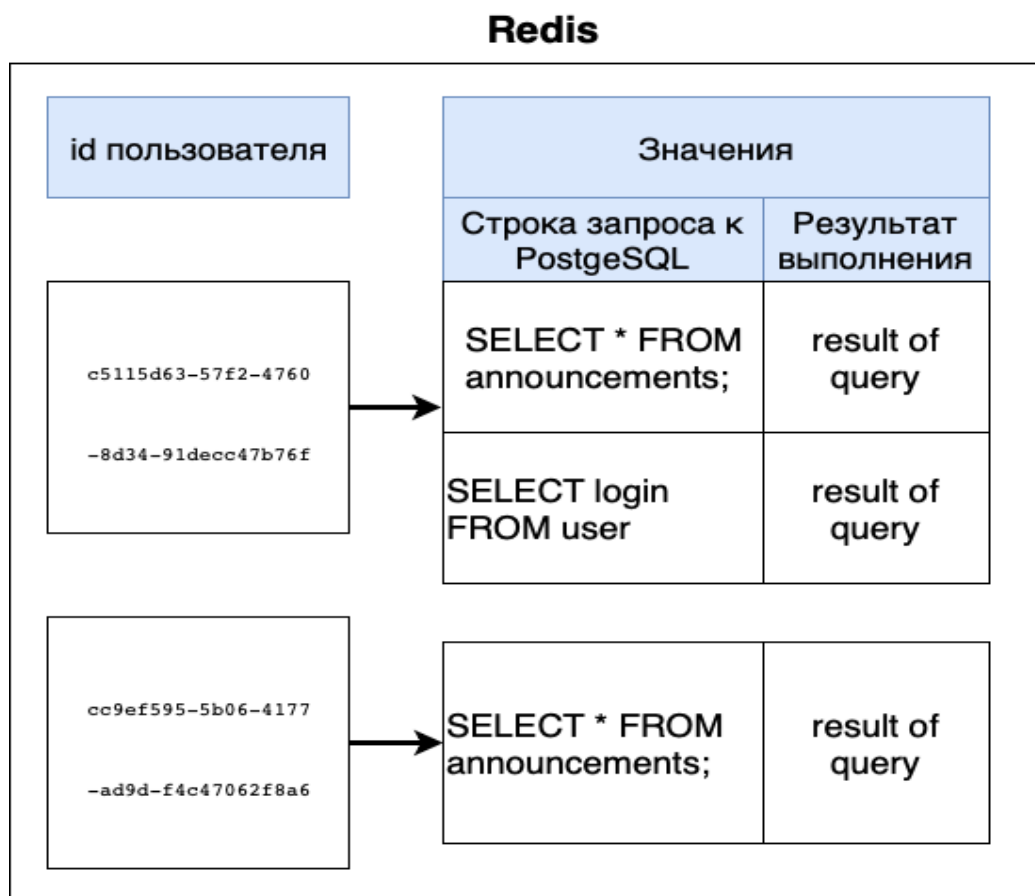 Redis
id пользователя
Значения
Строка запроса к
PostgeSQL
Результат
выполнения
c5115d63-57f2-4760
-8d34-91decc47b76f
SELECT * FROM
announcements;
result of
query
SELECT login
FROM user
result of
query
cc9ef595-5b06-4177
-ad9d-f4c47062f8a6
SELECT * FROM
announcements;
result of
query